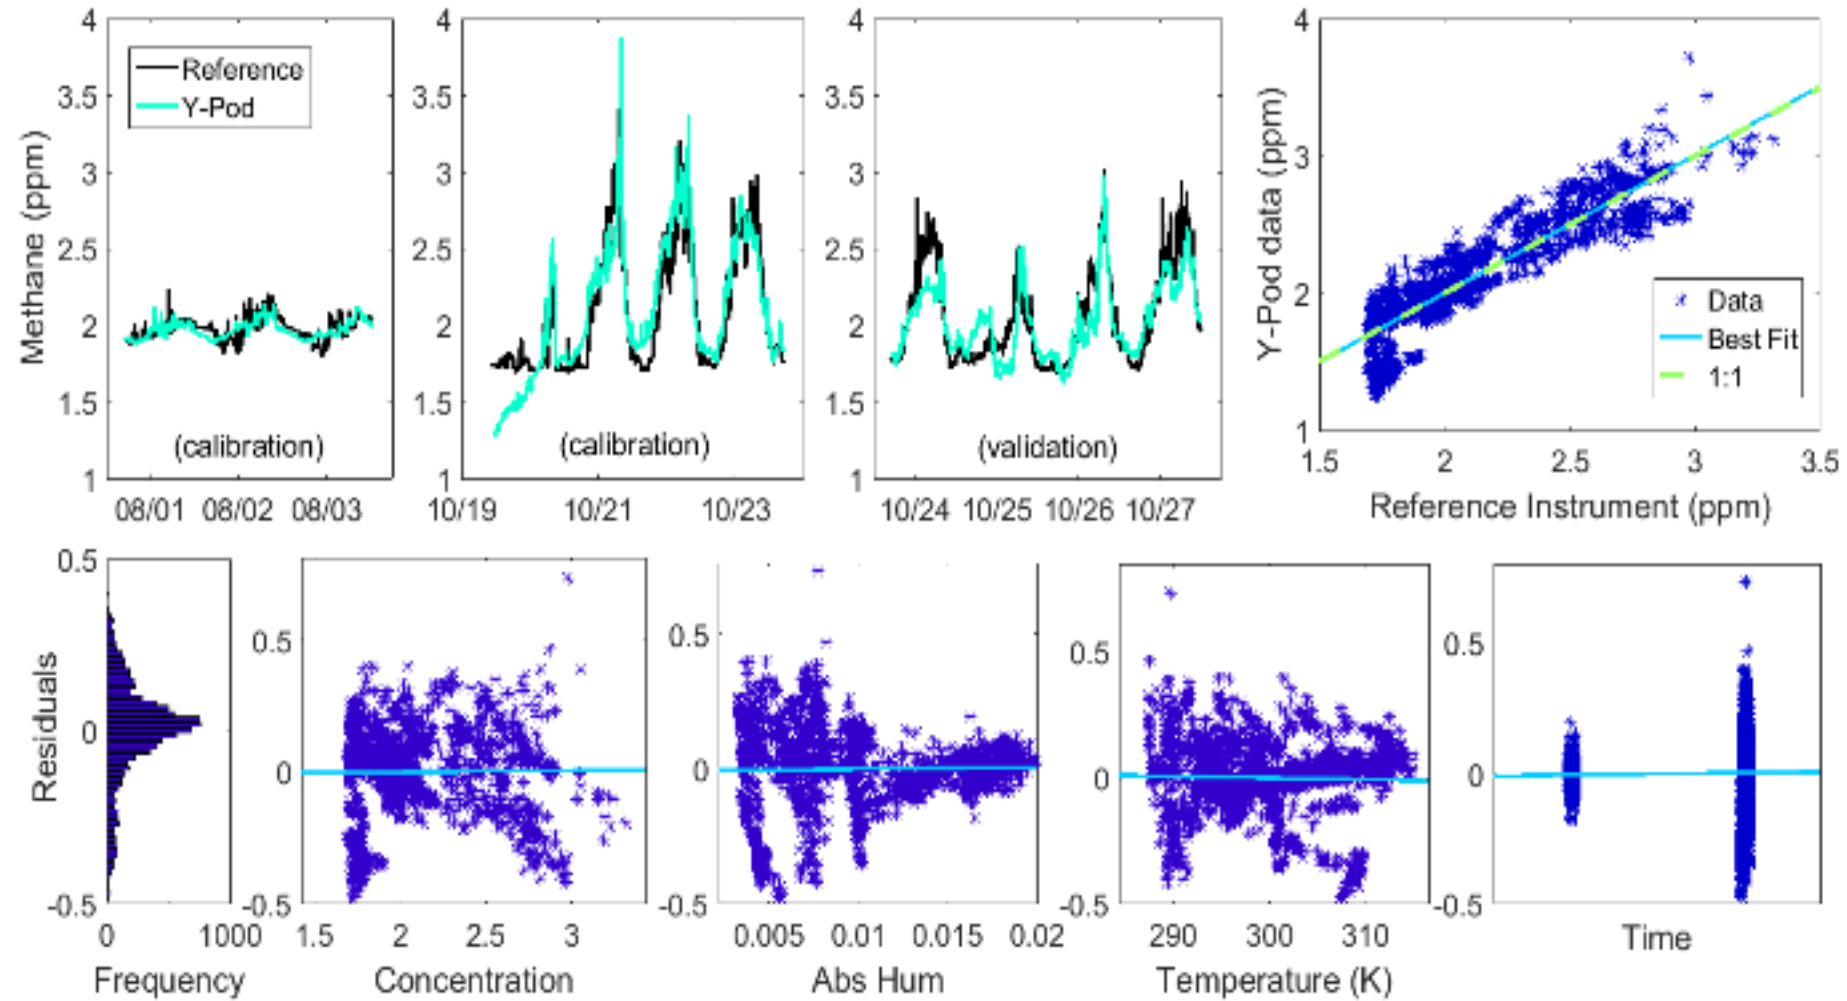 4
3.5
3
2.5
2
1.5
1
Methane (ppm)
Reference
Y-Pod
(calibration)
08/01 08/02 08/03
4
3.5
3
2.5
2
1.5
1
(calibration)
10/19 10/21 10/23
4
3.5
3
2.5
2
1.5
1
(validation)
10/24 10/25 10/26 10/27
4
3
2
1
Y-Pod data (ppm)
Data
Best Fit
1:1
1.5 2 2.5 3 3.5
Reference Instrument (ppm)
0.5
0
-0.5
Residuals
0 1000
Frequency
0.5
0
-0.5
1.5 2 2.5 3
Concentration
0.5
0
-0.5
0.005 0.01 0.015 0.02
Abs Hum
0.5
0
-0.5
290 300 310
Temperature (K)
0.5
0
-0.5
Time